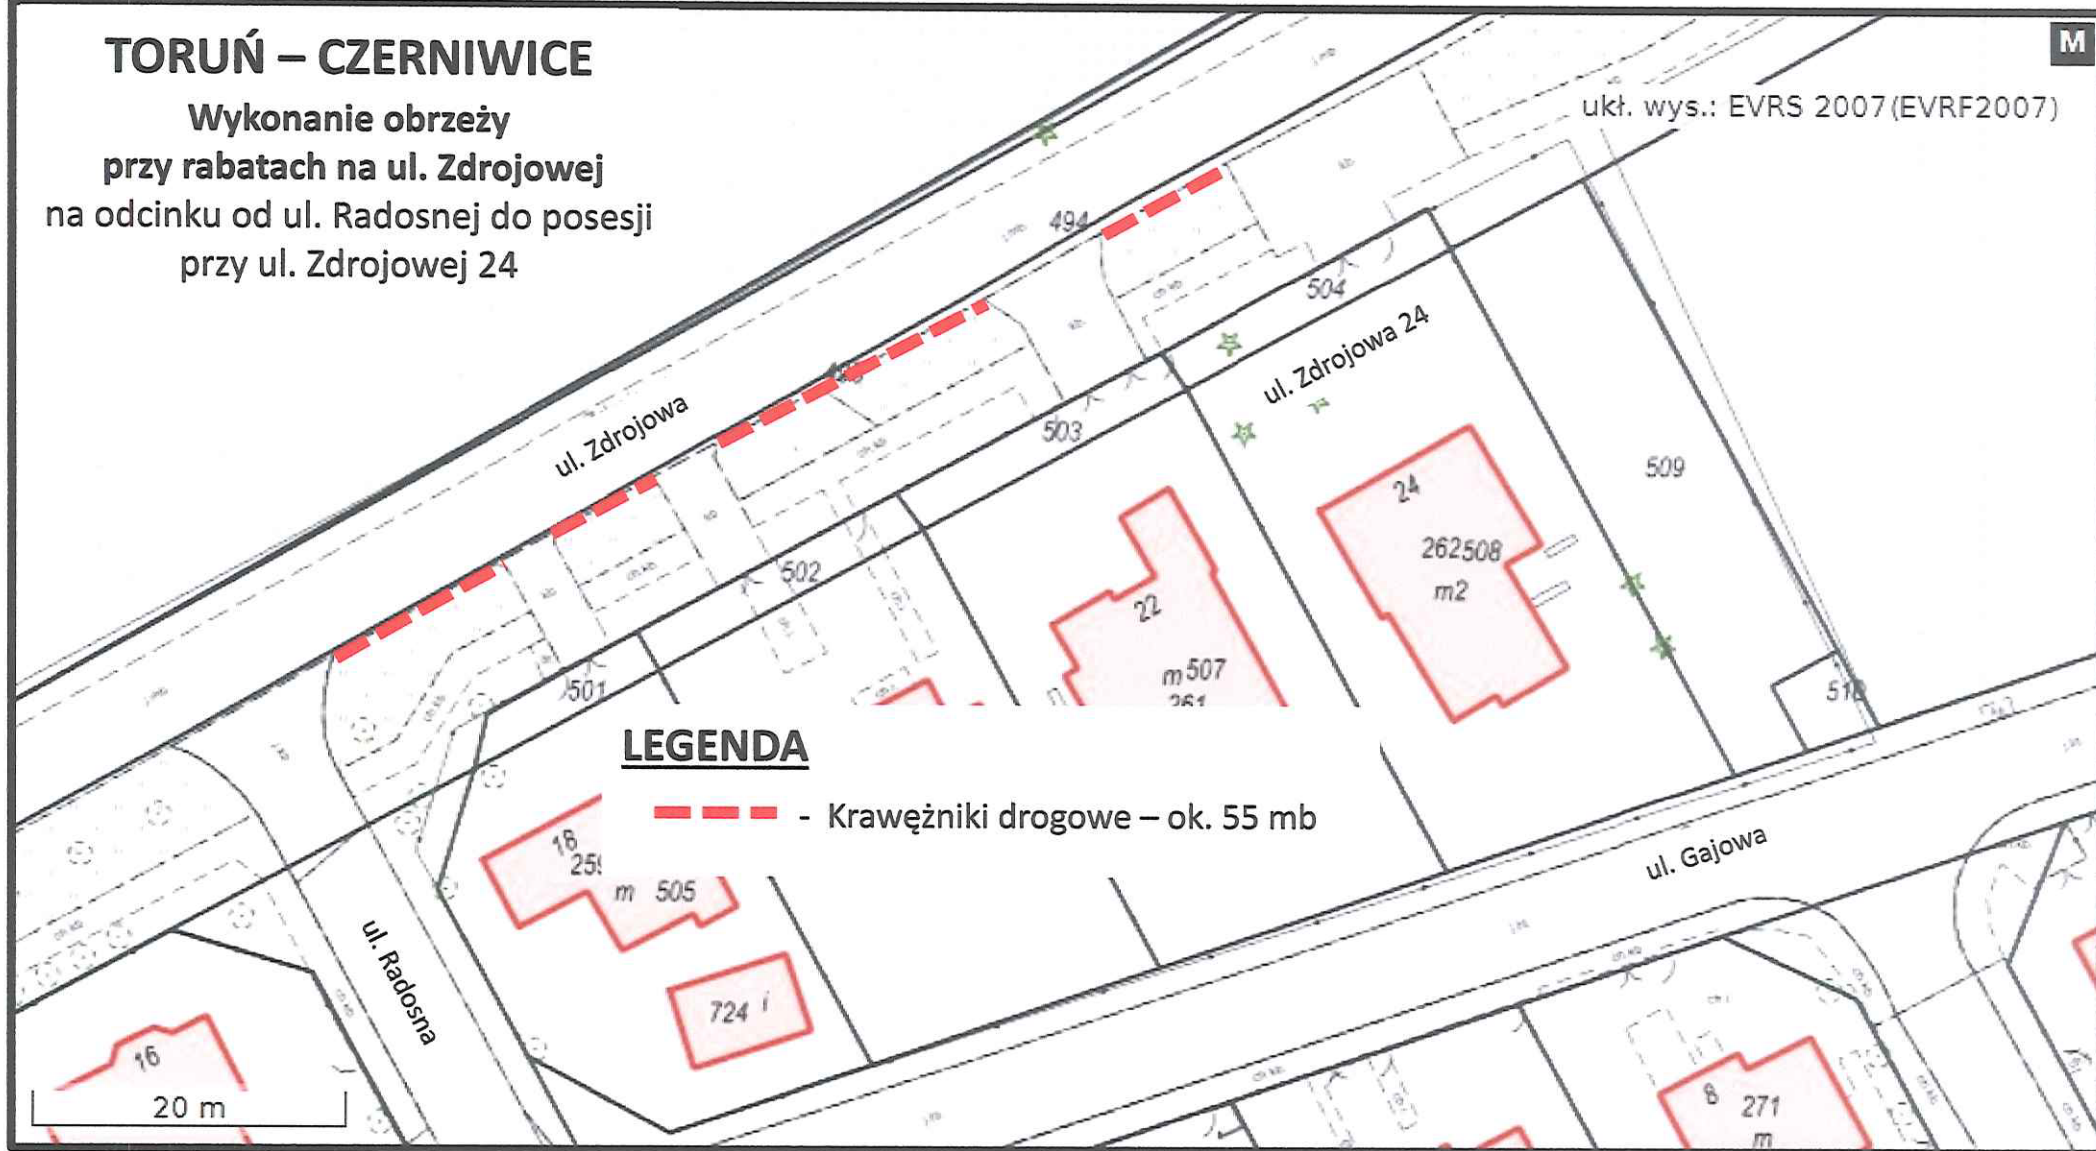 TORUŃ – CZERNIWICE
Wykonanie obrzeży
przy rabatach na ul. Zdrojowej
na odcinku od ul. Radosnej do posesji
przy ul. Zdrojowej 24
M
ukł. wys.: EVRS 2007(EVRF2007)
494
504
ul. Zdrojowa 24
ul. Zdrojowa
503
509
24
262508
m2
502
22
m507
261
501
LEGENDA
- Krawężniki drogowe – ok. 55 mb
18
m 505
ul. Gajowa
ul. Radosna
724 i
16
20 m
8
271
m